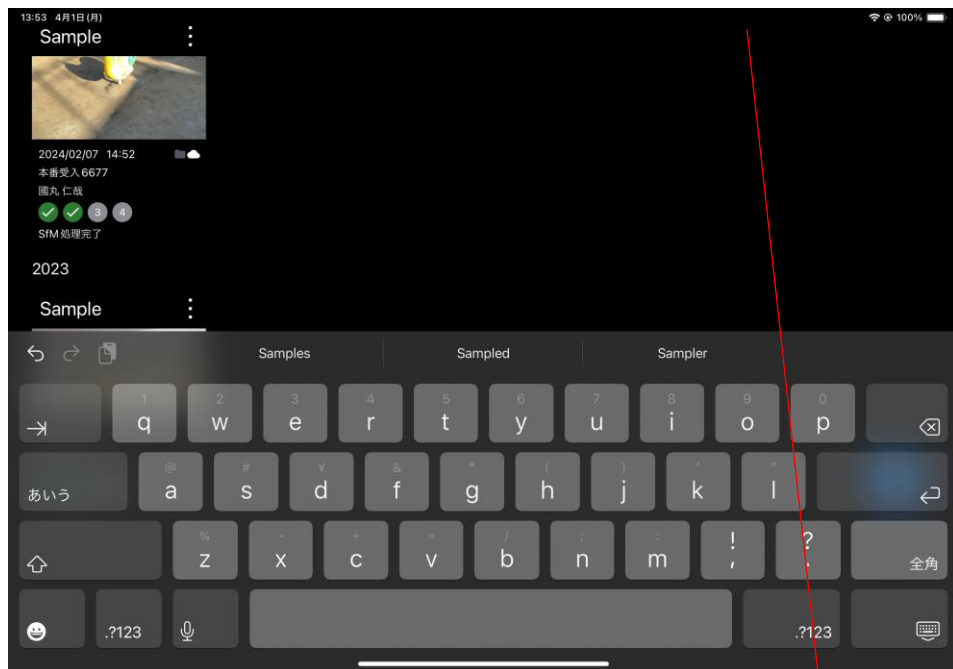 13:53 4月1日(月)
100%
Sample
2024/02/07 14:52
本番受入6677
國丸 仁哉
3 4
SfM 処理完了
2023
Sample
Samples Sampled Sampler
1 2 3 4 5 6 7 8 9 0
q w e r t y u i o p
@ # ¥ & * ( ) ' "
あいう a s d f g h j k l
% - + = / ; :
z x c v b n m ! , ? . 全角
.?123 .?123